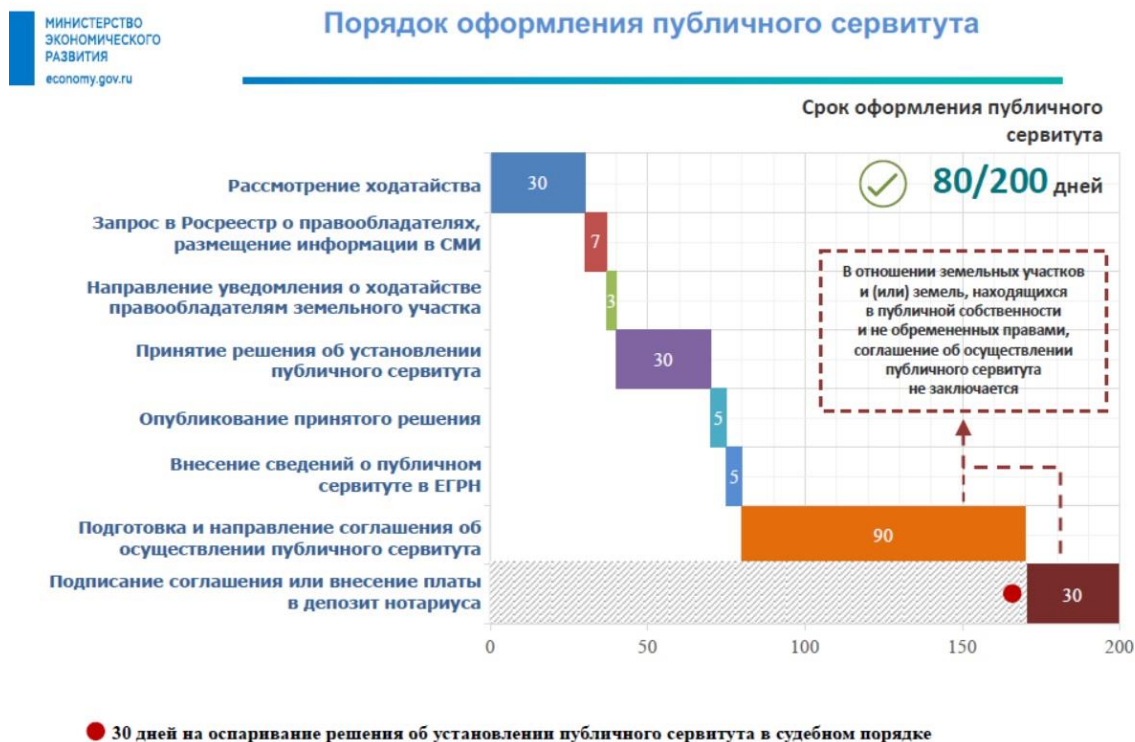 МИНИСТЕРСТВО
ЭКОНОМИЧЕСКОГО
РАЗВИТИЯ
economy.gov.ru
Порядок оформления публичного сервитута
Срок оформления публичного
сервитута
80/200 дней
Рассмотрение ходатайства
30
Запрос в Росреестр о правообладателях,
размещение информации в СМИ
7
Направление уведомления о ходатайстве
правообладателям земельного участка
3
Принятие решения об установлении
публичного сервитута
30
Опубликование принятого решения
5
Внесение сведений о публичном
сервитуте в ЕГРН
5
Подготовка и направление соглашения об
осуществлении публичного сервитута
90
Подписание соглашения или внесение платы
в депозит нотариуса
30
В отношении земельных участков
и (или) земель, находящихся
в публичной собственности
и не обремененных правами,
соглашение об осуществлении
публичного сервитута
не заключается
0 50 100 150 200
30 дней на оспаривание решения об установлении публичного сервитута в судебном порядке